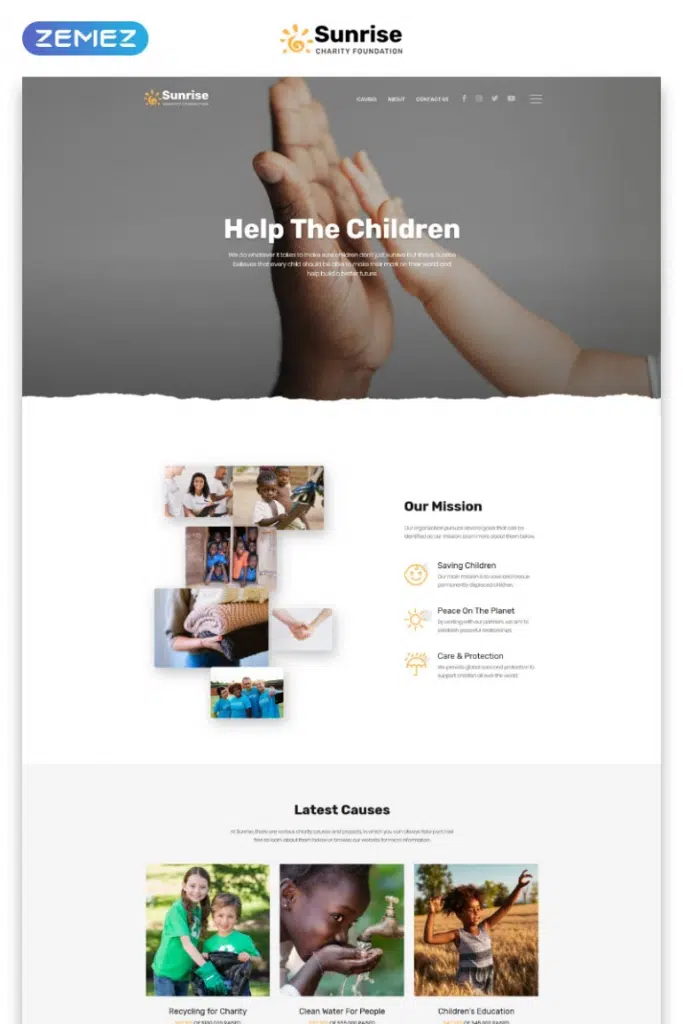 ZEMEZ
Sunrise
CHARITY FOUNDATION
Sunrise
CHARITY FOUNDATION
CAUSES ABOUT CONTACT US
Help The Children
We do whatever it takes to make sure children don't just survive but thrive. Sunrise
believes that every child should be able to make their mark on their world and
help build a better future.
Our Mission
Our organization pursues several goals that can be
identified as our mission. Learn more about them below.
Saving Children
Our main mission is to save and rescue
permanently displaced children.
Peace On The Planet
By working with our partners, we aim to
establish peaceful relationships.
Care & Protection
We provide global care and protection to
support children all over the world.
Latest Causes
At Sunrise, there are various charity causes and projects, in which you can always take part. Feel
free to learn about them below or browse our website for more information.
Recycling for Charity
Clean Water For People
Children's Education